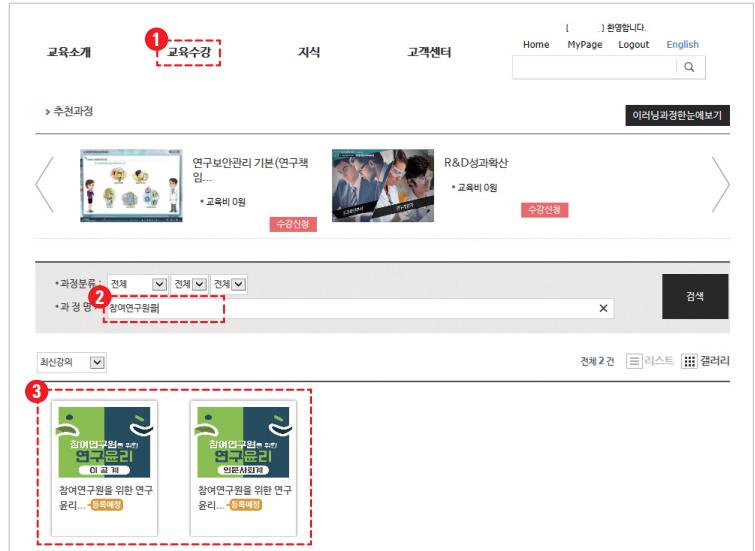 [ .] 환영합니다.
1
교육소개 교육수강 지식 고객센터 Home MyPage Logout English
> 추천과정 이러닝과정한눈에보기
연구보안관리 기본(연구책
임...
• 교육비 0원
수강신청
R&D성과확산
• 교육비 0원
수강신청
•과정분류 : 전체 전체 전체
2
•과 정 명 : 참여연구원을 × 검색
최신강의 전체 2 건 리스트 갤러리
3
참여연구원을 위한
연구윤리
이 공 계
참여연구원을 위한 연구
윤리... 등록예정
참여연구원을 위한
연구윤리
인문사회계
참여연구원을 위한 연구
윤리... 등록예정